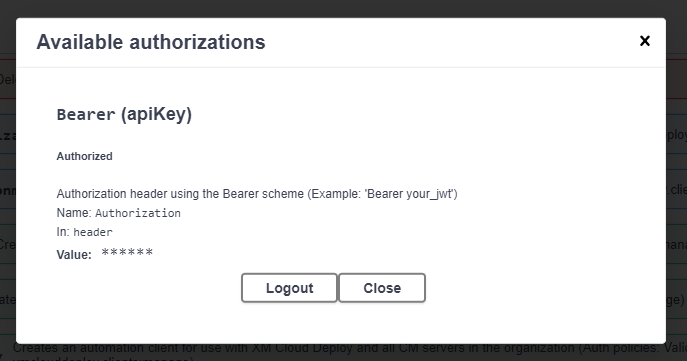 Available authorizations
×
Bearer (apiKey)
Authorized
Authorization header using the Bearer scheme (Example: 'Bearer your_jwt')
Name: Authorization
In: header
Value: ******
Logout
Close
Creates an automation client for use with XM Cloud Deploy and all CM servers in the organization (Auth policies: Vali